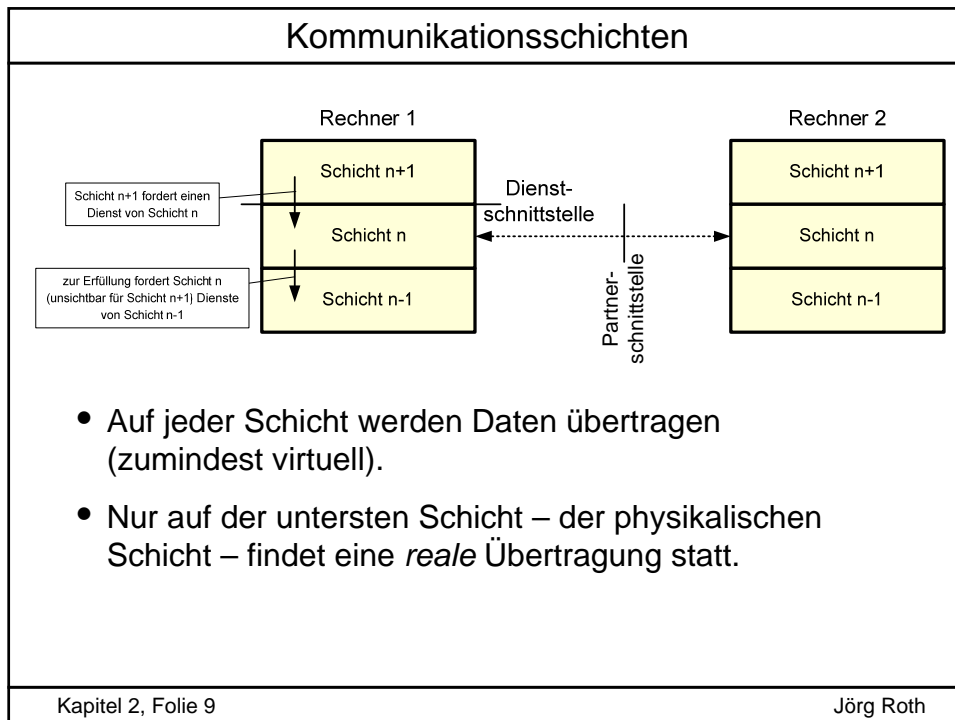 Kommunikationsschichten
Rechner 1
Rechner 2
Schicht n+1
Schicht n
Schicht n-1
Schicht n+1 fordert einen
Dienst von Schicht n
zur Erfüllung fordert Schicht n
(unsichtbar für Schicht n+1) Dienste
von Schicht n-1
Dienst-
schnittstelle
Partner-
schnittstelle
Schicht n+1
Schicht n
Schicht n-1
• Auf jeder Schicht werden Daten übertragen
(zumindest virtuell).
• Nur auf der untersten Schicht – der physikalischen
Schicht – findet eine reale Übertragung statt.
Kapitel 2, Folie 9
Jörg Roth